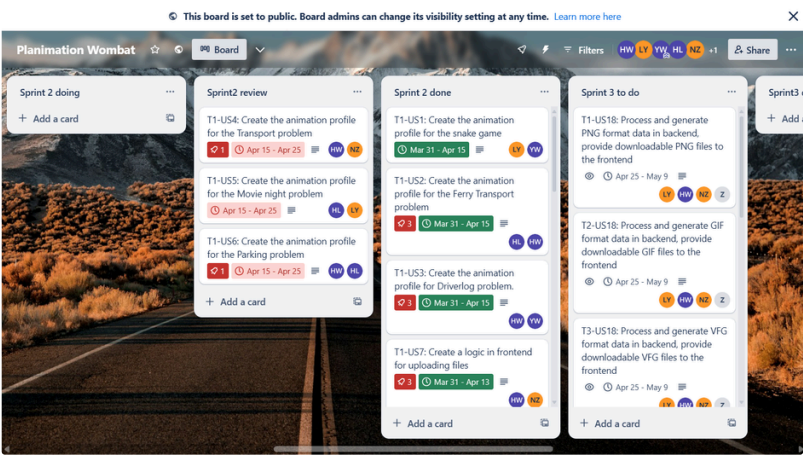 This board is set to public. Board admins can change its visibility setting at any time. Learn more here
Planimation Wombat
Board
Filters
HW LY YW HL NZ +1
Share
Sprint 2 doing
Add a card
Sprint2 review
T1-US4: Create the animation profile
for the Transport problem
1 Apr 15 - Apr 25 HW NZ
T1-US5: Create the animation profile
for the Movie night problem
Apr 15 - Apr 25 HL LY
T1-US6: Create the animation profile
for the Parking problem
1 Apr 15 - Apr 25 HW HL
Add a card
Sprint 2 done
T1-US1: Create the animation
profile for the snake game
Mar 31 - Apr 15 LY YW
T1-US2: Create the animation
profile for the Ferry Transport
problem
3 Mar 31 - Apr 15
HL HW
T1-US3: Create the animation
profile for Driverlog problem.
3 Mar 31 - Apr 15
HW YW
T1-US7: Create a logic in frontend
for uploading files
3 Mar 31 - Apr 13
HW NZ
Add a card
Sprint 3 to do
T1-US18: Process and generate
PNG format data in backend,
provide downloadable PNG files to
the frontend
Apr 25 - May 9
LY HW NZ Z
T2-US18: Process and generate GIF
format data in backend, provide
downloadable GIF files to the
frontend
Apr 25 - May 9
LY HW NZ Z
T3-US18: Process and generate VFG
format data in backend, provide
downloadable VFG files to the
frontend
Apr 25 - May 9
LY HW NZ Z
Add a card
Sprint3
Add